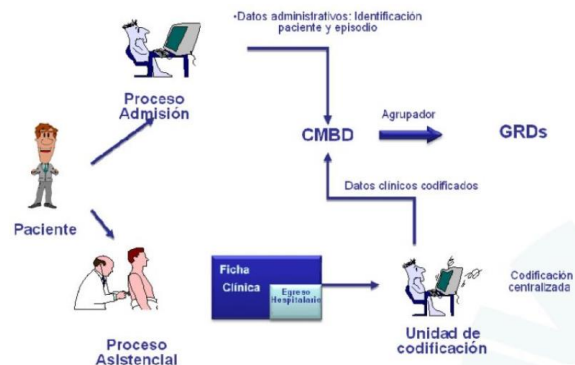 •Datos administrativos: Identificación
paciente y episodio
Proceso
Admisión
CMBD
Agrupador
GRDs
Datos clínicos codificados
Paciente
Ficha
Clínica
Egreso
Hospitalario
Codificación
centralizada
Proceso
Asistencial
Unidad de
codificación